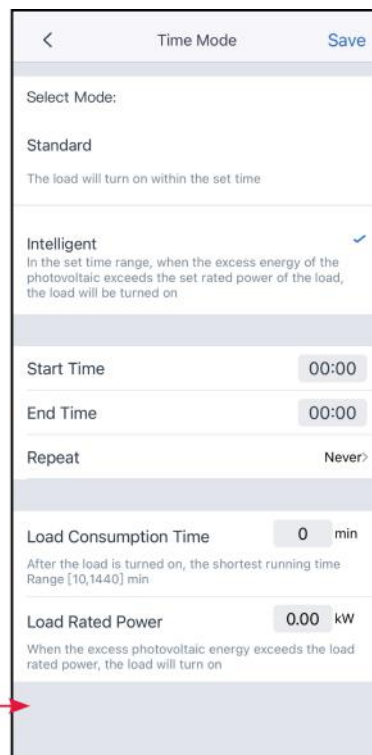 Time Mode Save
Select Mode:
Standard
The load will turn on within the set time
Intelligent
In the set time range, when the excess energy of the
photovoltaic exceeds the set rated power of the load,
the load will be turned on
Start Time 00:00
End Time 00:00
Repeat Never>
Load Consumption Time 0 min
After the load is turned on, the shortest running time
Range [10,1440] min
Load Rated Power 0.00 kW
When the excess photovoltaic energy exceeds the load
rated power, the load will turn on